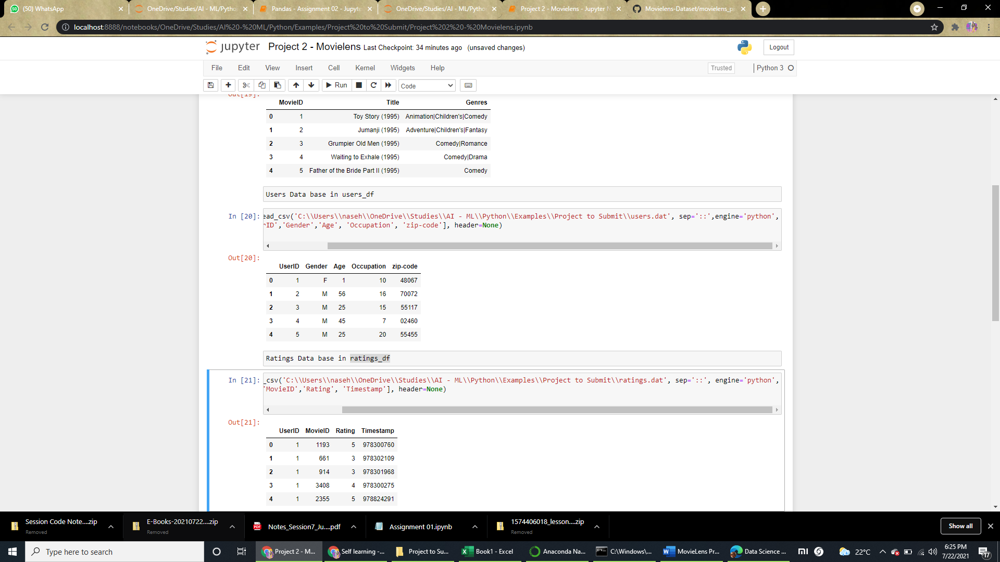 (50) WhatsApp
OneDrive/Studies/AI - ML/Pytho
Pandas - Assignment 02 - Jupyte
OneDrive/Studies/AI - ML/Pytho
Project 2 - Movielens - Jupyter N
Movielens-Dataset/movielens_p
localhost:8888/notebooks/OneDrive/Studies/AI%20-%20ML/Python/Examples/Project%20to%20Submit/Project%202%20-%20Movielens.ipynb
jupyter Project 2 - Movielens Last Checkpoint: 34 minutes ago (unsaved changes)
Logout
File Edit View Insert Cell Kernel Widgets Help
Trusted
Python 3
Run
Code
Out[19]:
MovieID Title Genres
0 1 Toy Story (1995) Animation|Children's|Comedy
1 2 Jumanji (1995) Adventure|Children's|Fantasy
2 3 Grumpier Old Men (1995) Comedy|Romance
3 4 Waiting to Exhale (1995) Comedy|Drama
4 5 Father of the Bride Part II (1995) Comedy
Users Data base in users_df
In [20]: ead_csv('C:\\Users\\naseh\\OneDrive\\Studies\\AI - ML\\Python\\Examples\\Project to Submit\\users.dat', sep='::',engine='python',
rID','Gender','Age', 'Occupation', 'zip-code'], header=None)
Out[20]:
UserID Gender Age Occupation zip-code
0 1 F 1 10 48067
1 2 M 56 16 70072
2 3 M 25 15 55117
3 4 M 45 7 02460
4 5 M 25 20 55455
Ratings Data base in ratings_df
In [21]: _csv('C:\\Users\\naseh\\OneDrive\\Studies\\AI - ML\\Python\\Examples\\Project to Submit\\ratings.dat', sep='::', engine='python',
'MovieID','Rating', 'Timestamp'], header=None)
Out[21]:
UserID MovieID Rating Timestamp
0 1 1193 5 978300760
1 1 661 3 978302109
2 1 914 3 978301968
3 1 3408 4 978300275
4 1 2355 5 978824291
Session Code Note....zip
Removed
E-Books-20210722....zip
Removed
PDF
Notes_Session7_Ju....pdf
Assignment 01.ipynb
1574406018_lesson....zip
Removed
Show all
Type here to search
Project 2 - M...
Self learning -...
Project to Su...
Book1 - Excel
Anaconda Na...
C:\Windows\...
MovieLens Pr...
Data Science ...
22°C
6:25 PM
7/22/2021
17